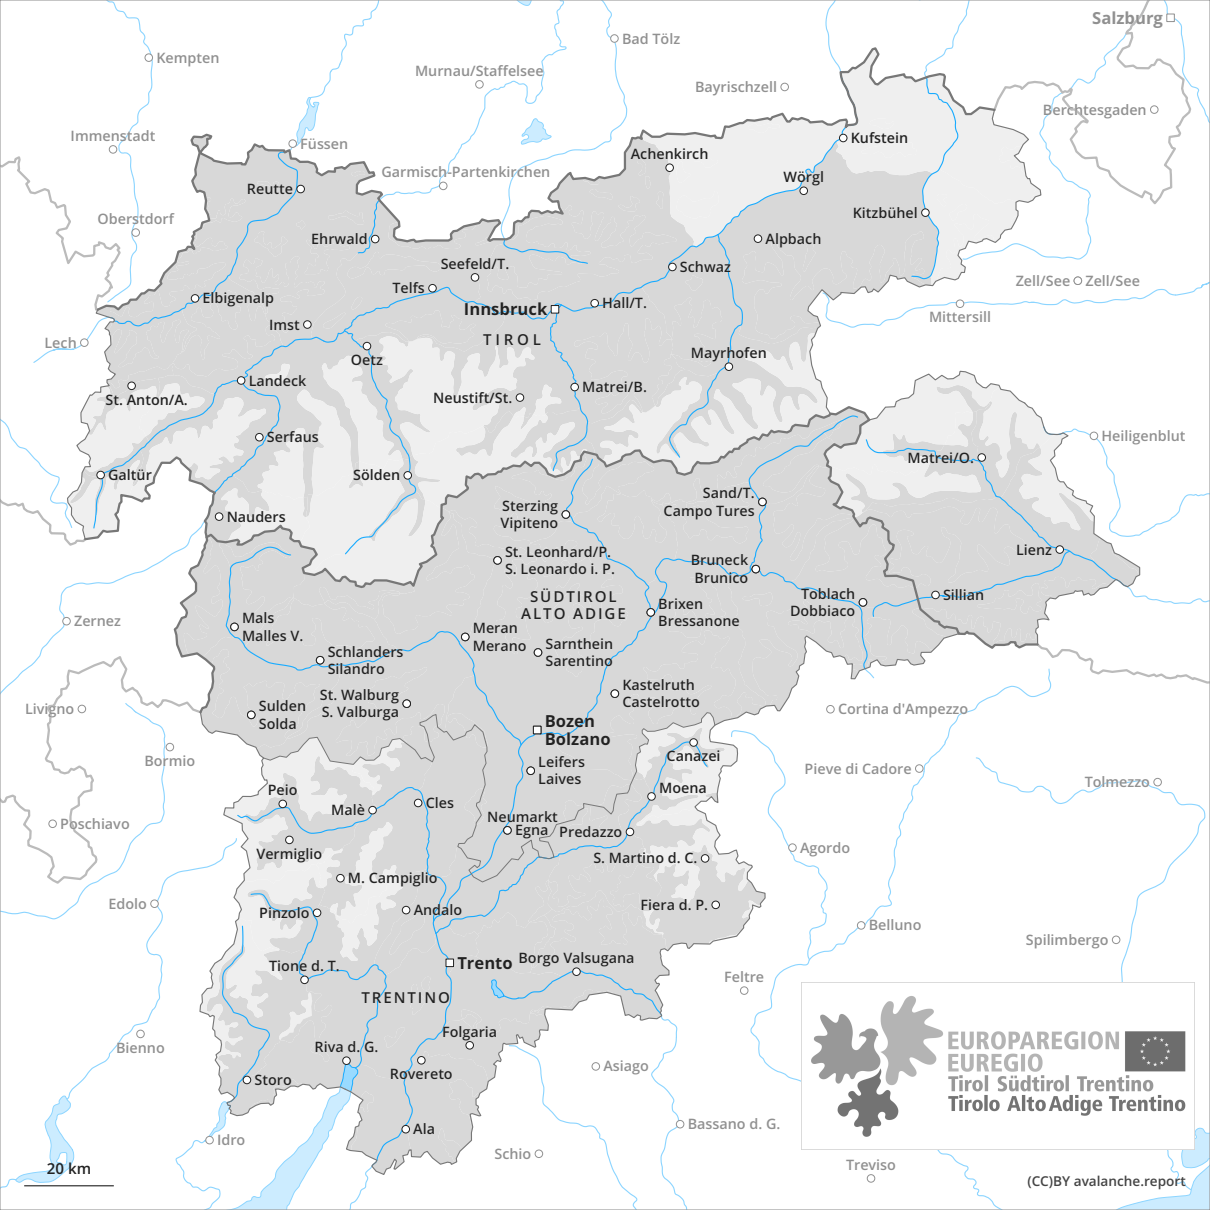 Salzburg
Bad Tölz
Kempten
Murnau/Staffelsee
Bayrischzell
Berchtesgaden
Immenstadt
Füssen
Kufstein
Achenkirch
Garmisch-Partenkirchen
Wörgl
Reutte
Kitzbühel
Oberstdorf
Ehrwald
Alpbach
Seefeld/T.
Schwaz
Zell/See
Zell/See
Telfs
Elbigenalp
Hall/T.
Innsbruck
Mittersill
Imst
TIROL
Lech
Oetz
Mayrhofen
Landeck
Matrei/B.
St. Anton/A.
Neustift/St.
Serfaus
Heiligenblut
Matrei/O.
Galtür
Sölden
Sand/T.
Campo Tures
Sterzing
Vipiteno
Nauders
St. Leonhard/P.
S. Leonardo i. P.
Lienz
Bruneck
Brunico
SÜDTIROL
ALTO ADIGE
Toblach
Dobbiaco
Sillian
Brixen
Bressanone
Mals
Malles V.
Zernez
Meran
Merano
Sarnthein
Sarentino
Schlanders
Silandro
Kastelruth
Castelrotto
St. Walburg
S. Valburga
Sulden
Solda
Livigno
Cortina d'Ampezzo
Bozen
Bolzano
Bormio
Canazei
Leifers
Laives
Pieve di Cadore
Tolmezzo
Peio
Moena
Malè
Cles
Neumarkt
Egna
Predazzo
Poschiavo
Vermiglio
Agordo
S. Martino d. C.
M. Campiglio
Edolo
Fiera d. P.
Pinzolo
Andalo
Belluno
Spilimbergo
Trento
Borgo Valsugana
Tione d. T.
Feltre
TRENTINO
Folgaria
Bienno
Riva d. G.
Rovereto
Asiago
Storo
EUROPAREGION
EUREGIO
Tirol Südtirol Trentino
Tirolo Alto Adige Trentino
Ala
Bassano d. G.
Idro
Schio
Treviso
20 km
(CC)BY avalanche.report